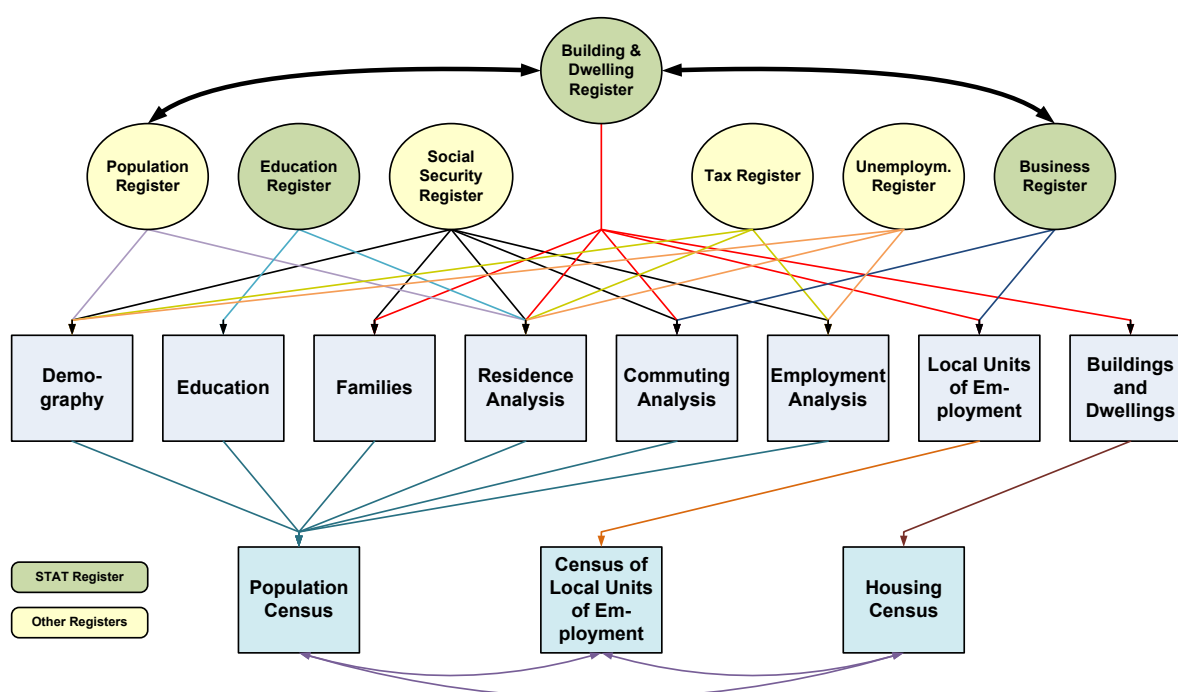 Building &
Dwelling
Register
Population
Register
Education
Register
Social
Security
Register
Tax Register
Unemploym.
Register
Business
Register
Demo-
graphy
Education
Families
Residence
Analysis
Commuting
Analysis
Employment
Analysis
Local Units
of Em-
ployment
Buildings
and
Dwellings
STAT Register
Other Registers
Population
Census
Census of
Local Units
of Em-
ployment
Housing
Census